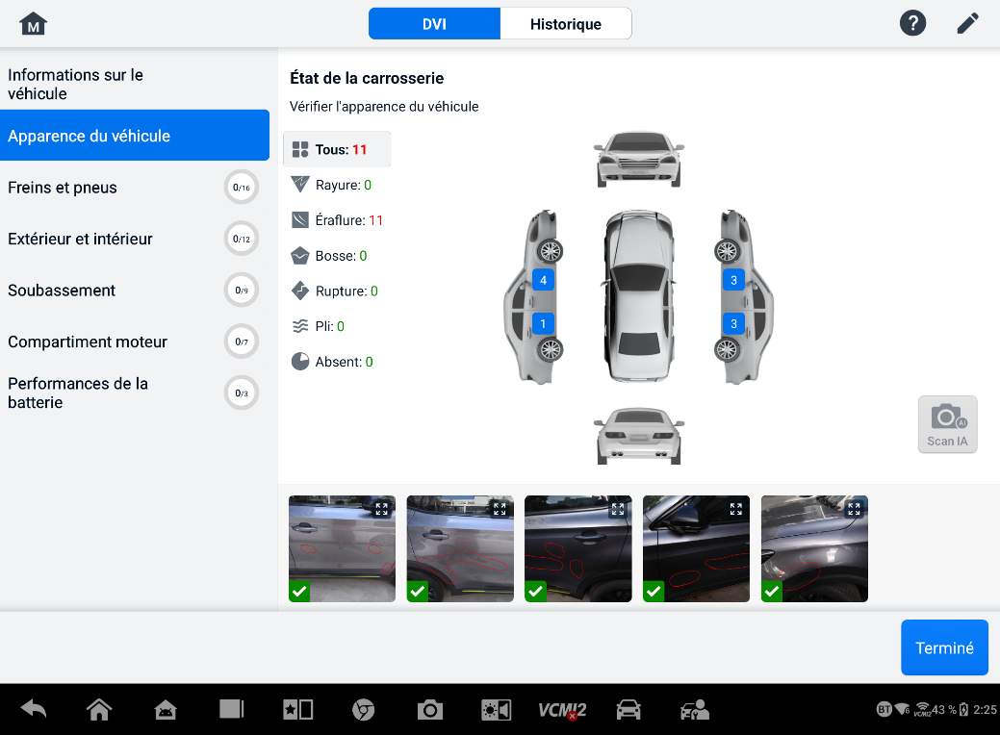 M
DVI
Historique
?
Informations sur le
véhicule
Apparence du véhicule
Freins et pneus
0/16
Extérieur et intérieur
0/12
Soubassement
0/9
Compartiment moteur
0/7
Performances de la
batterie
0/3
État de la carrosserie
Vérifier l'apparence du véhicule
Tous: 11
Rayure: 0
Éraflure: 11
Bosse: 0
Rupture: 0
Pli: 0
Absent: 0
4
1
3
3
AI
Scan IA
Terminé
VCMI2
BT
6
VCMI2
43 %
2:25